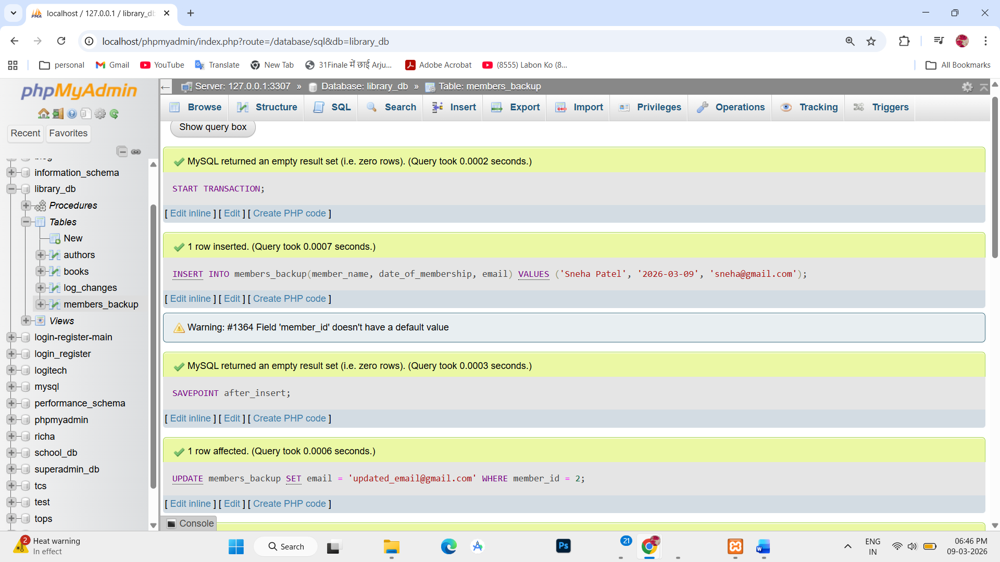 localhost / 127.0.0.1 / library_db
localhost/phpmyadmin/index.php?route=/database/sql&db=library_db
personal
Gmail
YouTube
Translate
New Tab
31Finale में छाई Arju...
Adobe Acrobat
(8555) Labon Ko (8...
All Bookmarks
phpMyAdmin
Recent
Favorites
blog
information_schema
library_db
Procedures
Tables
New
authors
books
log_changes
members_backup
Views
login-register-main
login_register
logitech
mysql
performance_schema
phpmyadmin
richa
school_db
superadmin_db
tcs
test
tops
Server: 127.0.0.1:3307 » Database: library_db » Table: members_backup
Browse
Structure
SQL
Search
Insert
Export
Import
Privileges
Operations
Tracking
Triggers
Show query box
MySQL returned an empty result set (i.e. zero rows). (Query took 0.0002 seconds.)
START TRANSACTION;
[ Edit inline ] [ Edit ] [ Create PHP code ]
1 row inserted. (Query took 0.0007 seconds.)
INSERT INTO members_backup(member_name, date_of_membership, email) VALUES ('Sneha Patel', '2026-03-09', 'sneha@gmail.com');
[ Edit inline ] [ Edit ] [ Create PHP code ]
Warning: #1364 Field 'member_id' doesn't have a default value
MySQL returned an empty result set (i.e. zero rows). (Query took 0.0003 seconds.)
SAVEPOINT after_insert;
[ Edit inline ] [ Edit ] [ Create PHP code ]
1 row affected. (Query took 0.0006 seconds.)
UPDATE members_backup SET email = 'updated_email@gmail.com' WHERE member_id = 2;
[ Edit inline ] [ Edit ] [ Create PHP code ]
Console
2
Heat warning
In effect
Search
Ps
21
W
ENG
IN
06:46 PM
09-03-2026